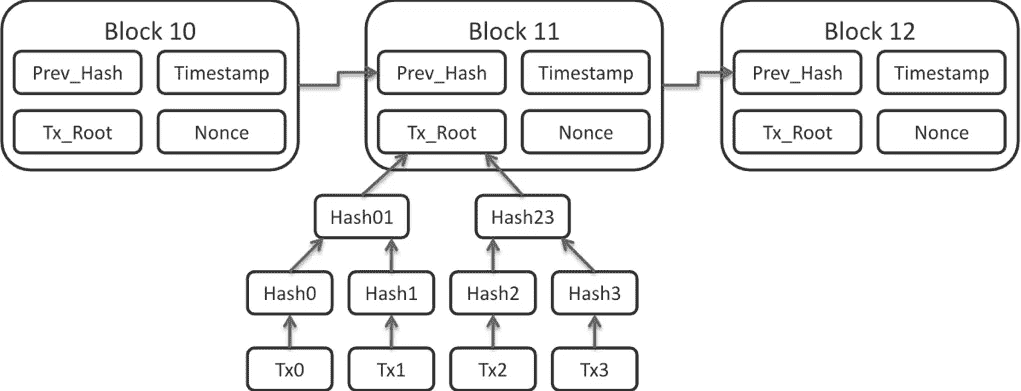 Block 10
Prev_Hash Timestamp
Tx_Root Nonce
Block 11
Prev_Hash Timestamp
Tx_Root Nonce
Block 12
Prev_Hash Timestamp
Tx_Root Nonce
Hash01 Hash23
Hash0 Hash1 Hash2 Hash3
Tx0 Tx1 Tx2 Tx3